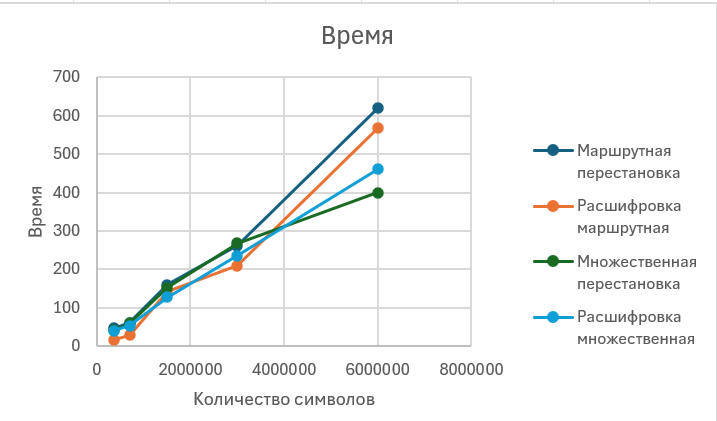 Время
700
600
500
400
300
200
100
0
Время
0
2000000
4000000
6000000
8000000
Количество символов
Маршрутная
перестановка
Расшифровка
маршрутная
Множественная
перестановка
Расшифровка
множественная